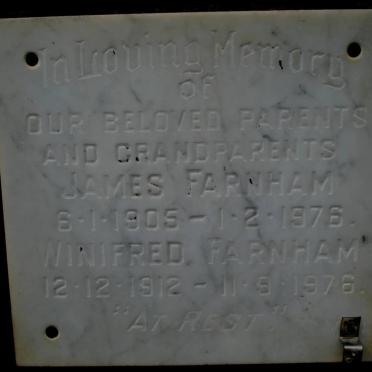 In Loving Memory
of
OUR BELOVED PARENTS
AND GRANDPARENTS
JAMES FARNHAM
6·1·1905 — 1·2·1976.
WINIFRED FARNHAM
12·12·1912 — 11·9·1976.
"AT REST."